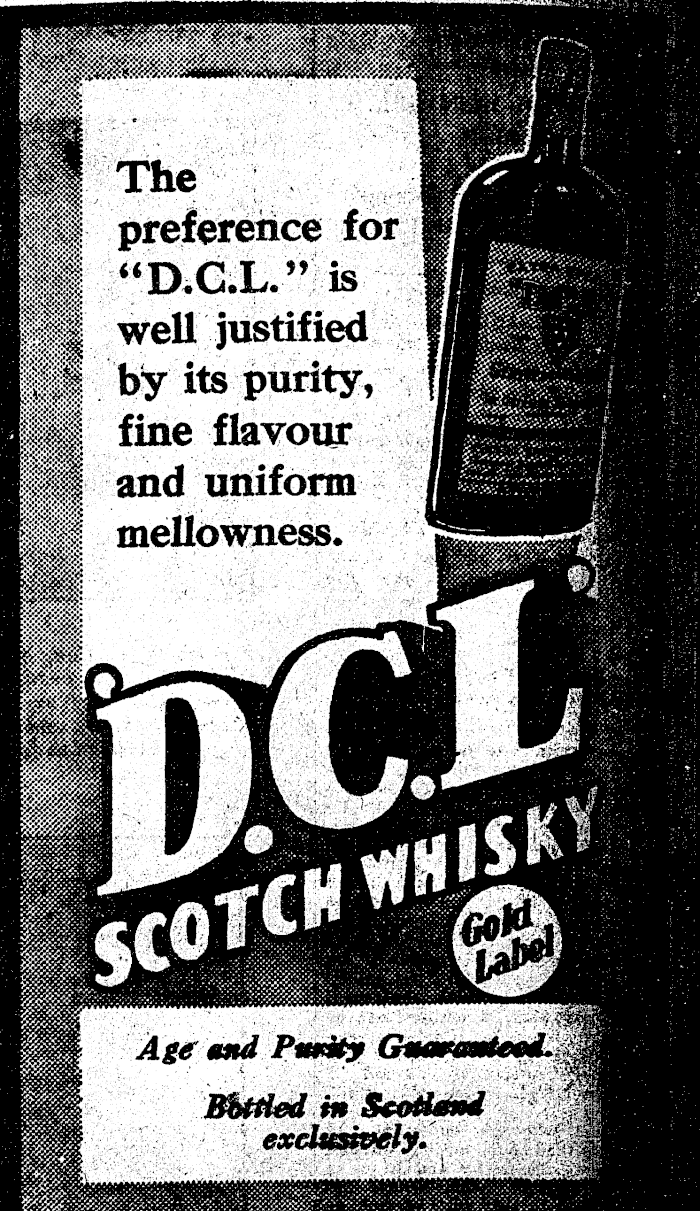 The
preference for
“D.C.L.” is
well justified
by its purity,
fine flavour
and uniform
mellowness.
"D.C.L"
SCOTCH WHISKY
Gold
Label
Age and Purity Guaranteed.
Bottled in Scotland
exclusively.